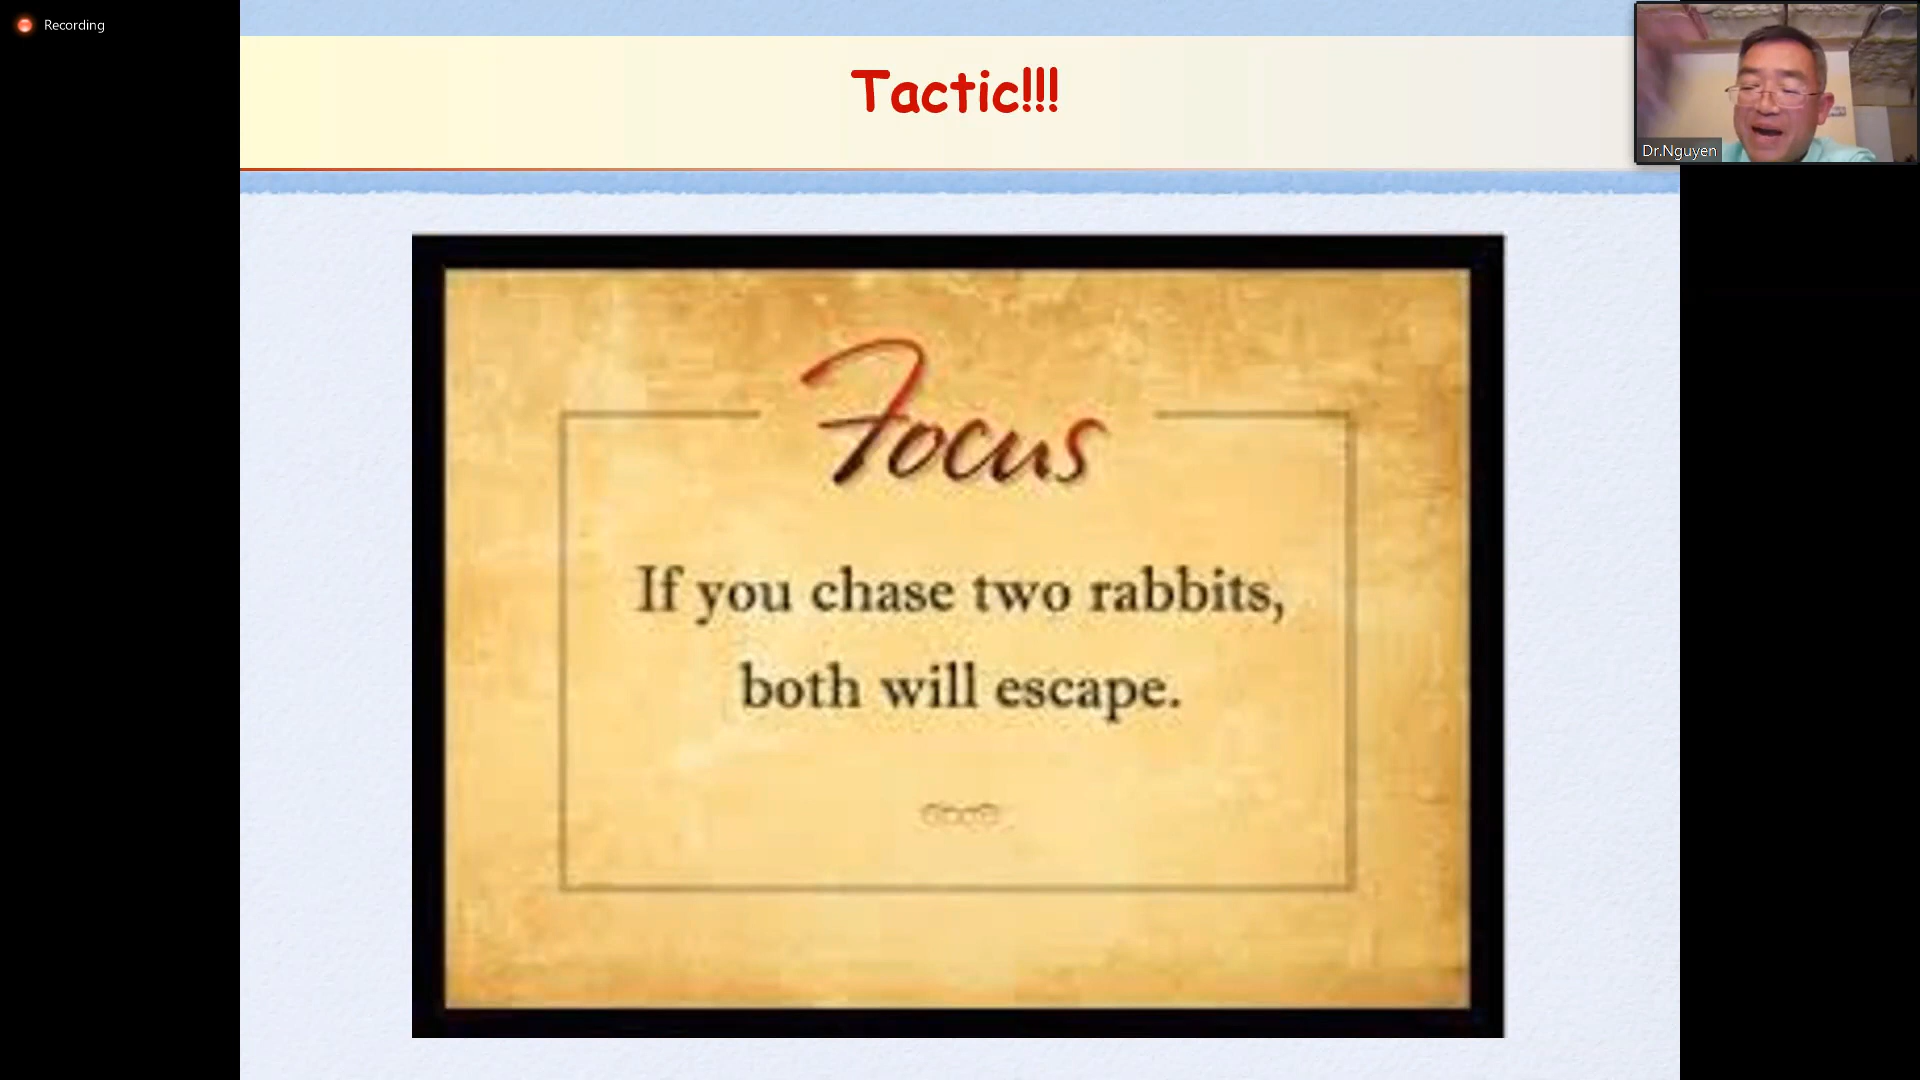 Recording
Tactic!!!
Dr.Nguyen
Focus
If you chase two rabbits,
both will escape.